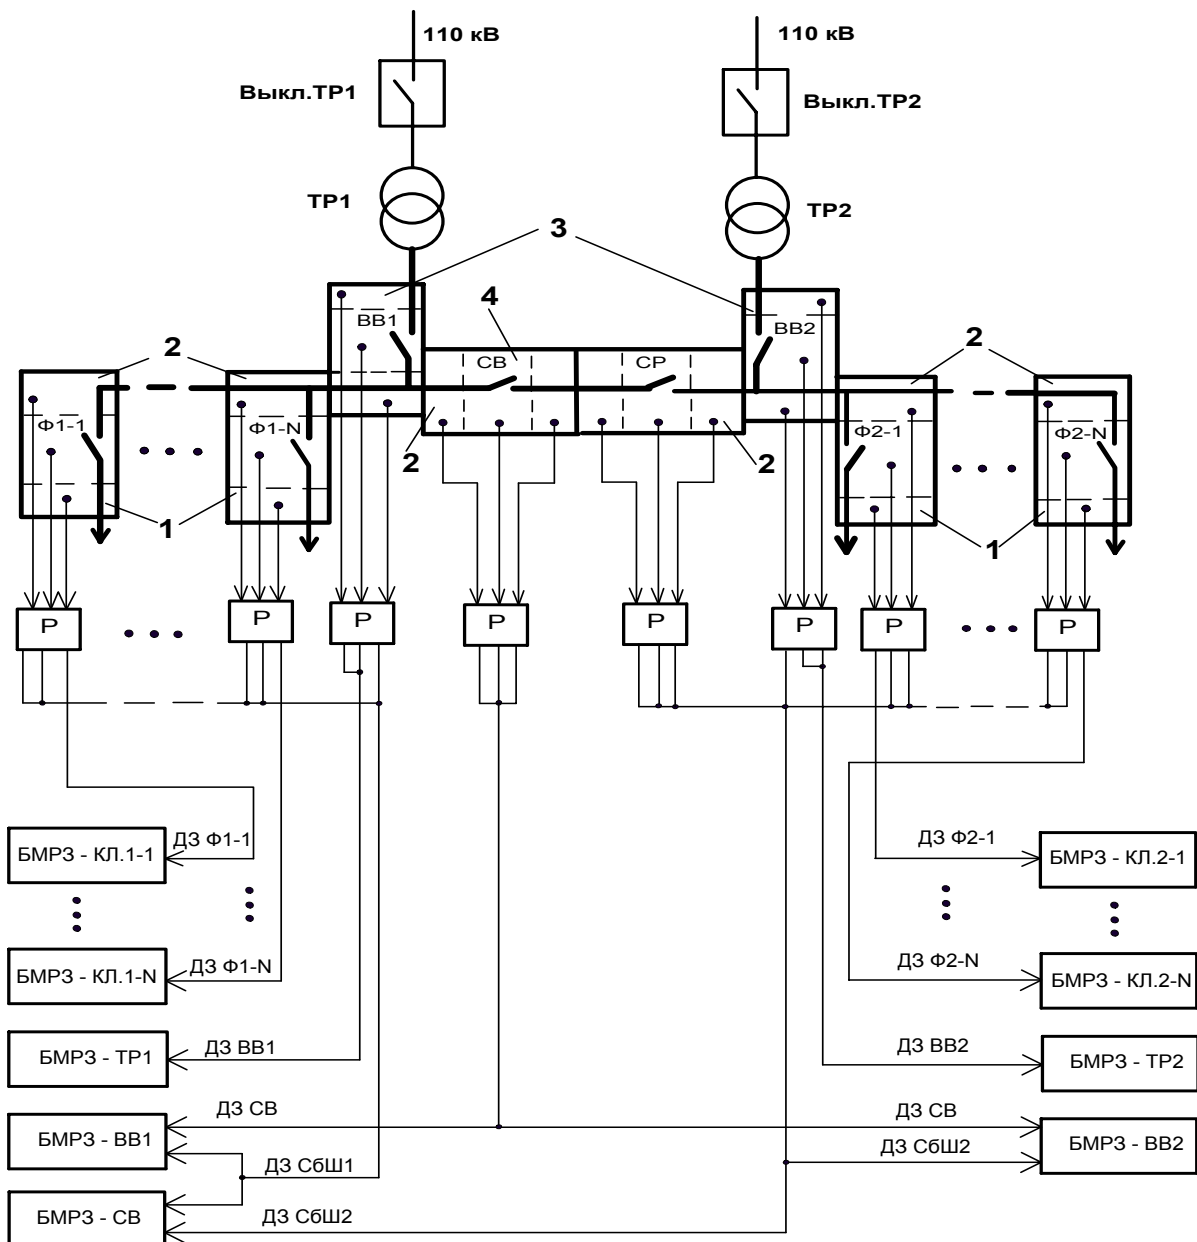 110 кВ
110 кВ
Выкл.ТР1
Выкл.ТР2
ТР1
ТР2
3
4
ВВ1
ВВ2
2
СВ
СР
2
Ф1-1
Ф1-N
2
2
Ф2-1
Ф2-N
1
1
Р
Р
Р
Р
Р
Р
Р
Р
БМРЗ - КЛ.1-1
ДЗ Ф1-1
ДЗ Ф2-1
БМРЗ - КЛ.2-1
БМРЗ - КЛ.1-N
ДЗ Ф1-N
ДЗ Ф2-N
БМРЗ - КЛ.2-N
БМРЗ - ТР1
ДЗ ВВ1
ДЗ ВВ2
БМРЗ - ТР2
БМРЗ - ВВ1
ДЗ СВ
ДЗ СВ
БМРЗ - ВВ2
ДЗ СбШ1
ДЗ СбШ2
БМРЗ - СВ
ДЗ СбШ2